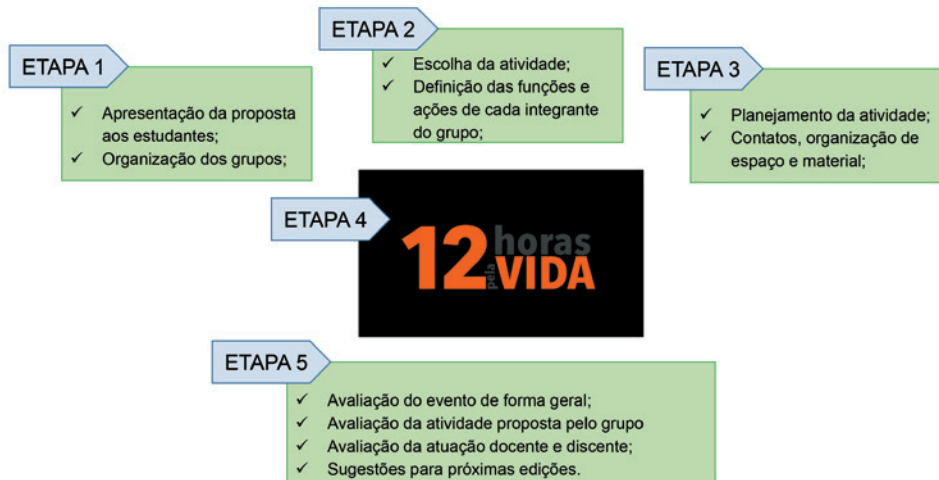 ETAPA 1
✓ Apresentação da proposta
aos estudantes;
✓ Organização dos grupos;
ETAPA 2
✓ Escolha da atividade;
✓ Definição das funções e
ações de cada integrante
do grupo;
ETAPA 3
✓ Planejamento da atividade;
✓ Contatos, organização de
espaço e material;
ETAPA 4
12 horas
pela VIDA
ETAPA 5
✓ Avaliação do evento de forma geral;
✓ Avaliação da atividade proposta pelo grupo
✓ Avaliação da atuação docente e discente;
✓ Sugestões para próximas edições.